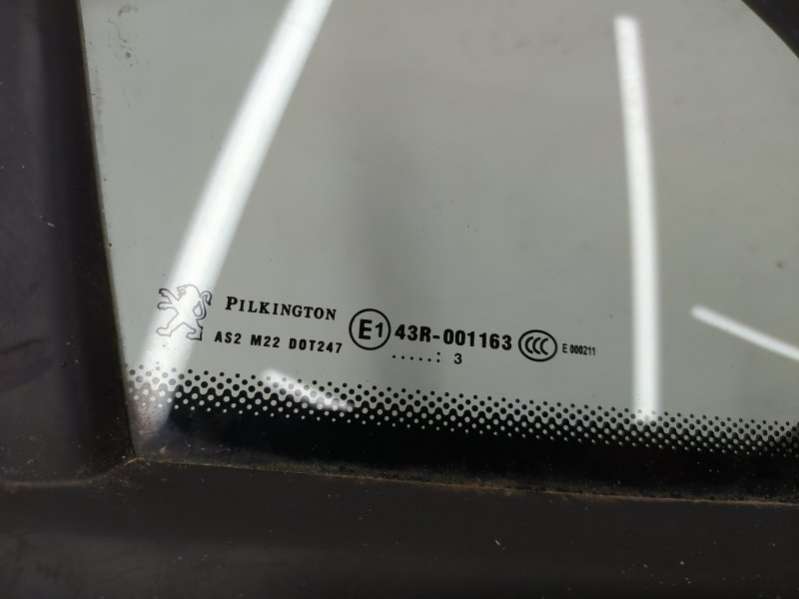 PILKINGTON
AS2 M22 DOT247
E1 43R-001163
.....: 3
CCC E 000211